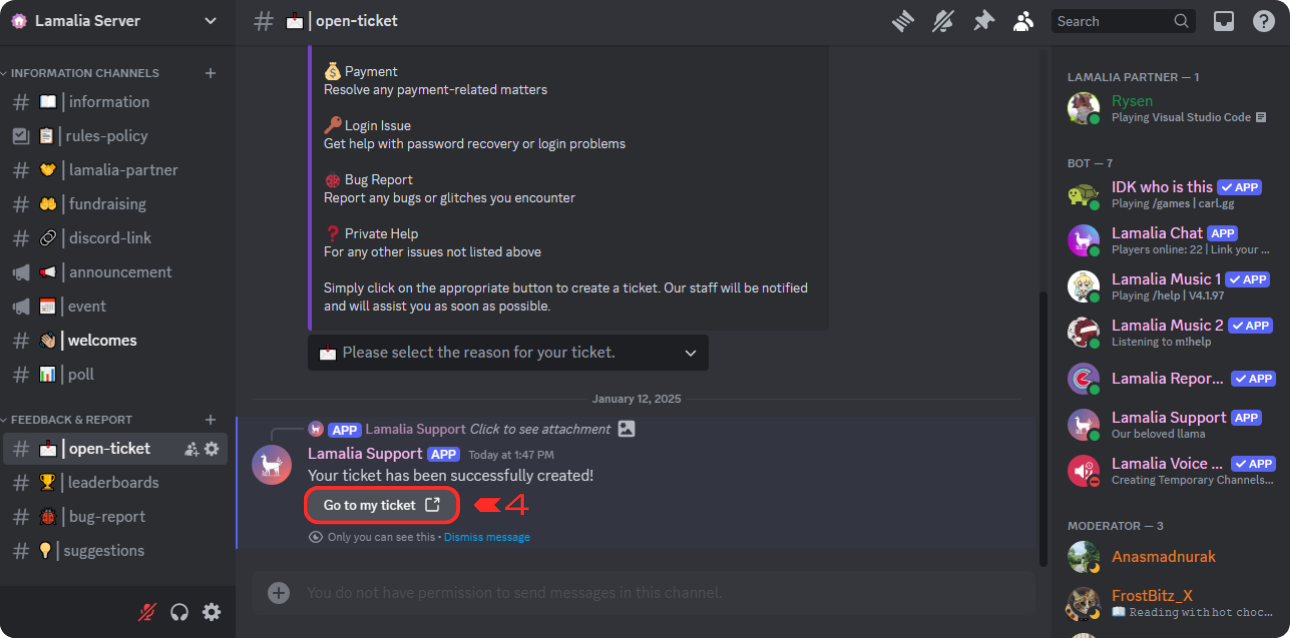 Lamalia Server
INFORMATION CHANNELS
| information
| rules-policy
| lamalia-partner
| fundraising
| discord-link
| announcement
| event
| welcomes
| poll
FEEDBACK & REPORT
| open-ticket
| leaderboards
| bug-report
| suggestions
| open-ticket
Search
Payment
Resolve any payment-related matters
Login Issue
Get help with password recovery or login problems
Bug Report
Report any bugs or glitches you encounter
Private Help
For any other issues not listed above
Simply click on the appropriate button to create a ticket. Our staff will be notified
and will assist you as soon as possible.
Please select the reason for your ticket.
January 12, 2025
APP Lamalia Support Click to see attachment
Lamalia Support APP Today at 1:47 PM
Your ticket has been successfully created!
Go to my ticket
4
Only you can see this • Dismiss message
You do not have permission to send messages in this channel.
LAMALIA PARTNER — 1
Rysen
Playing Visual Studio Code
BOT — 7
IDK who is this ✓ APP
Playing /games | carl.gg
Lamalia Chat APP
Players online: 22 | Link your ...
Lamalia Music 1 ✓ APP
Playing /help | V4.1.97
Lamalia Music 2 ✓ APP
Listening to m!help
Lamalia Repor... ✓ APP
Lamalia Support APP
Our beloved llama
Lamalia Voice ... ✓ APP
Creating Temporary Channels...
MODERATOR — 3
Anasmadnurak
FrostBitz_X
Reading with hot choc...